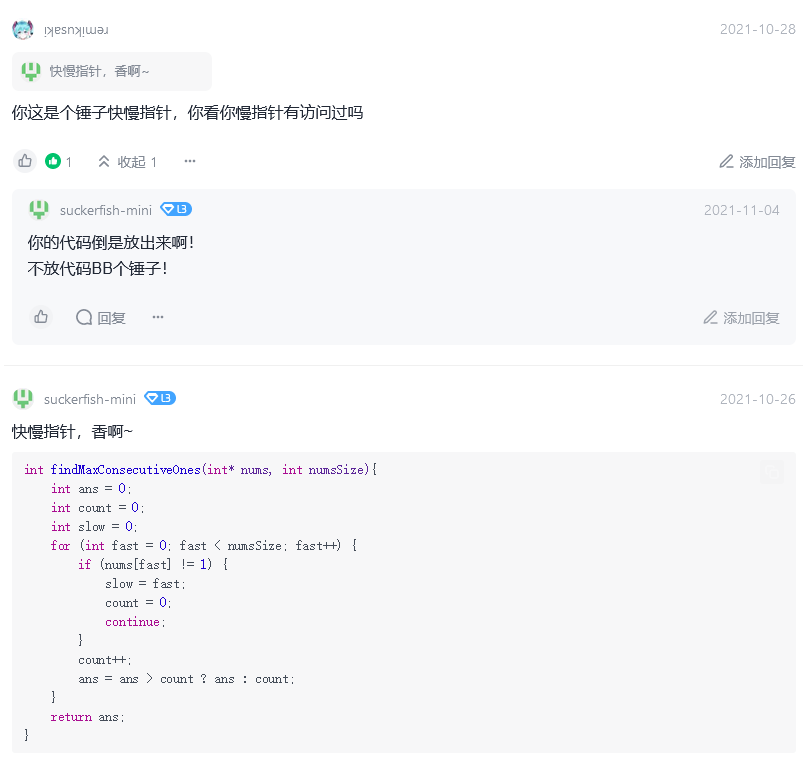 remiknusaki 2021-10-28
快慢指针，香啊~
你这是个锤子快慢指针，你看你慢指针有访问过吗
1 收起 1 ··· 添加回复
suckerfish-mini L3 2021-11-04
你的代码倒是放出来啊！
不放代码BB个锤子！
回复 ··· 添加回复
suckerfish-mini L3 2021-10-26
快慢指针，香啊~
int findMaxConsecutiveOnes(int* nums, int numsSize){
    int ans = 0;
    int count = 0;
    int slow = 0;
    for (int fast = 0; fast < numsSize; fast++) {
        if (nums[fast] != 1) {
            slow = fast;
            count = 0;
            continue;
        }
        count++;
        ans = ans > count ? ans : count;
    }
    return ans;
}